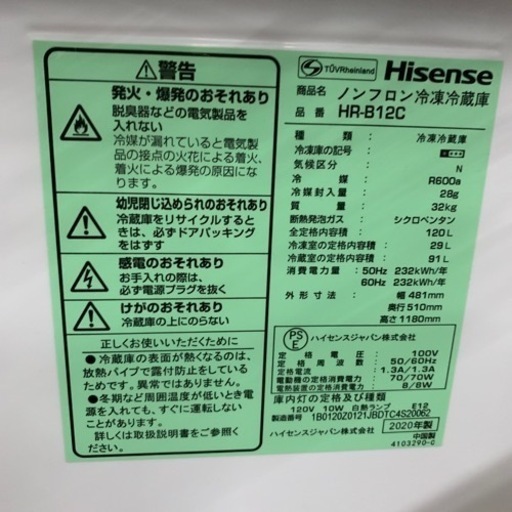 警告
発火・爆発のおそれあり
脱臭器などの電気製品を
入れない
冷媒が漏れていると電気製
品の接点の火花による着火、
着火による爆発の原因にな
ります。
幼児閉じ込められのおそれあり
冷蔵庫をリサイクルするとき
は、必ずドアパッキング
をはずす
感電のおそれあり
お手入れの際は、
必ず電源プラグを抜く
けがのおそれあり
冷蔵庫の上にのらない
正しくお使いいただくために
●冷蔵庫の表面が熱くなるのは、
放熱パイプで露付防止をしてい
るためです。異常ではありません。
●冬期など周囲温度が低いとき電
源を入れても、すぐに運転しない
ことがあります。
詳しくは取扱説明書をご参照く
ださい。
TÜVRheinland
Hisense
商品名 ノンフロン冷凍冷蔵庫
品番 HR-B12C
種類：冷凍冷蔵庫
冷凍庫の記号：
気候区分：N
冷媒：R600a
冷媒封入量：28g
質量：32kg
断熱発泡ガス：シクロペンタン
全定格内容積：120L
冷凍室の定格内容積：29L
冷蔵室の定格内容積：91L
消費電力量：50Hz 232kWh/年
60Hz 232kWh/年
外形寸法：幅 481mm
奥行 510mm
高さ 1180mm
PS
E
ハイセンスジャパン株式会社
定格電圧：100V
定格周波数：50/60Hz
定格電流：1.3A/1.3A
電動機の定格消費電力：70/70W
電熱装置の定格消費電力：8/8W
庫内灯の定格及び種類
120V 10W 白熱ランプ E12
製造番号：1B0120Z0121JBDTC4S20062
ハイセンスジャパン株式会社
2020年製
中国製
4103290-C